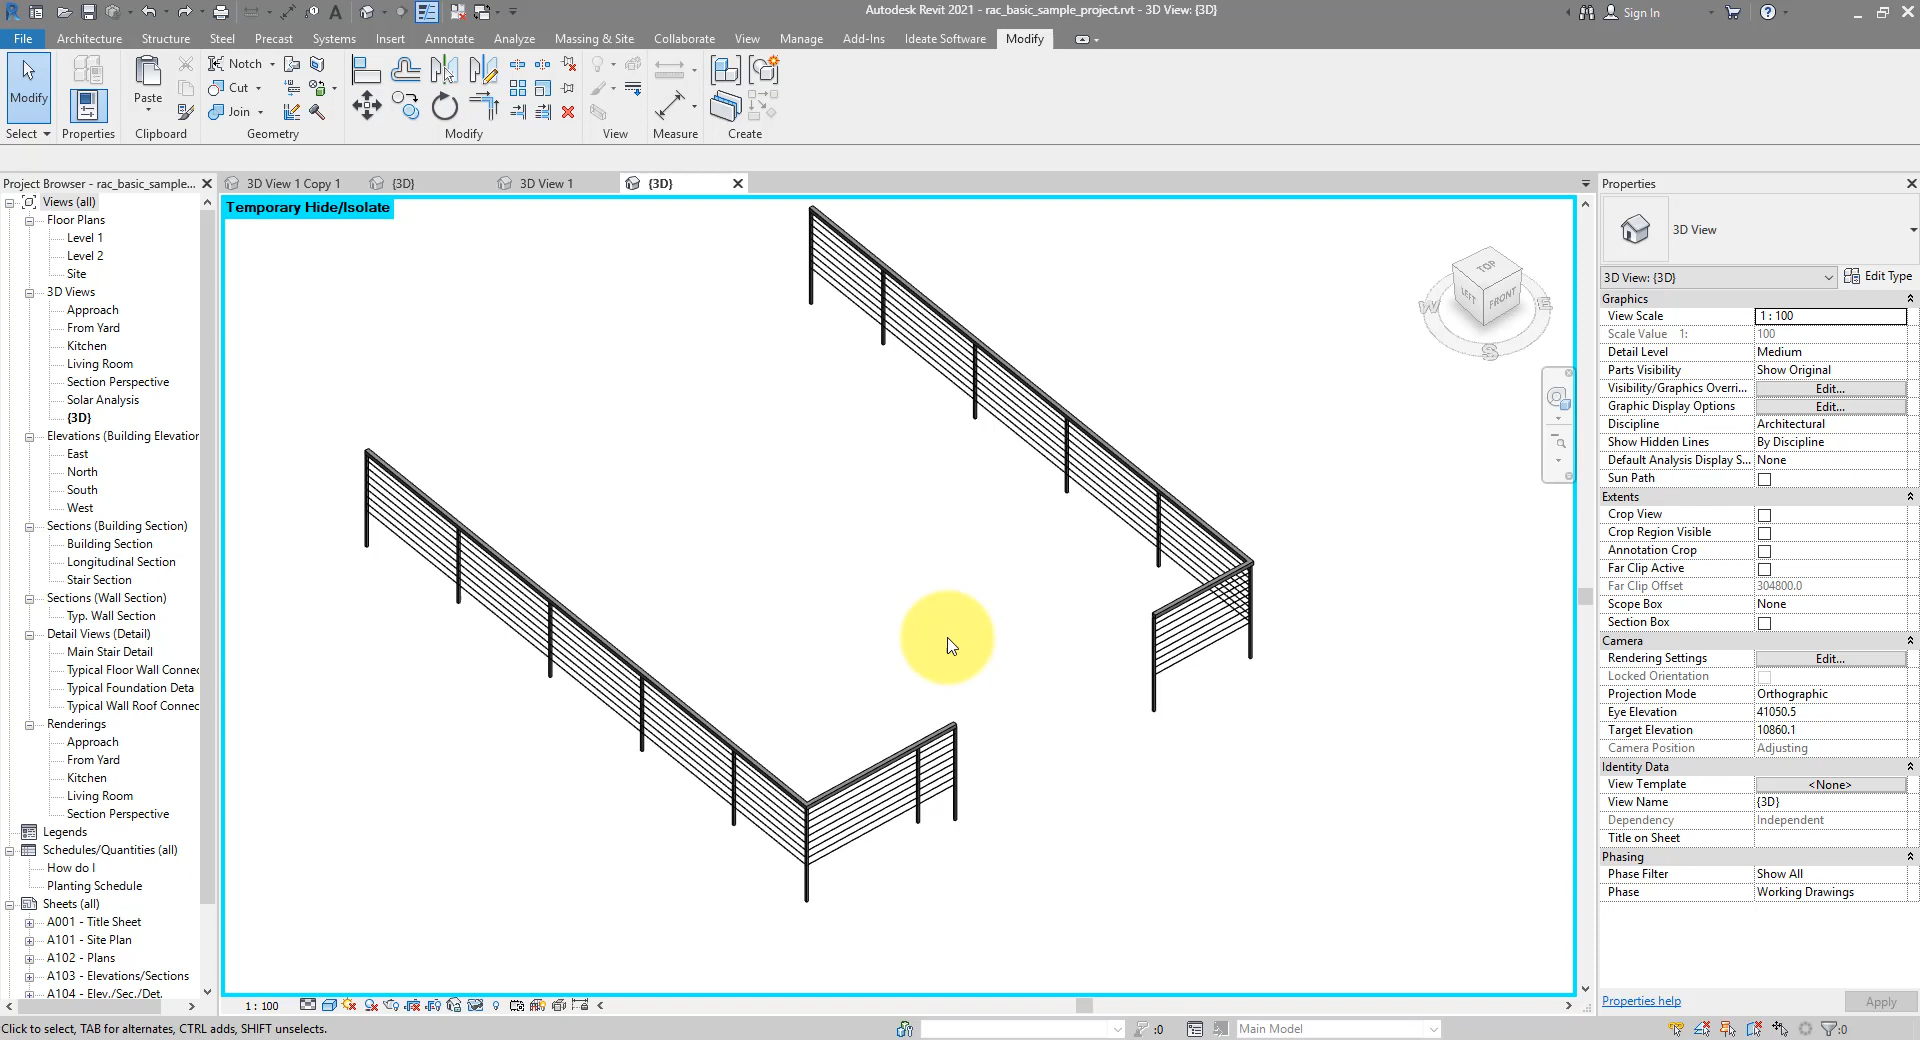 Autodesk Revit 2021 - rac_basic_sample_project.rvt - 3D View: {3D}
Sign In
File
Architecture
Structure
Steel
Precast
Systems
Insert
Annotate
Analyze
Massing & Site
Collaborate
View
Manage
Add-Ins
Ideate Software
Modify
Modify
Paste
Notch
Cut
Join
Select
Properties
Clipboard
Geometry
Modify
View
Measure
Create
Project Browser - rac_basic_sample...
3D View 1 Copy 1
{3D}
3D View 1
{3D}
Properties
Views (all)
Floor Plans
Level 1
Level 2
Site
3D Views
Approach
From Yard
Kitchen
Living Room
Section Perspective
Solar Analysis
{3D}
Elevations (Building Elevation
East
North
South
West
Sections (Building Section)
Building Section
Longitudinal Section
Stair Section
Sections (Wall Section)
Typ. Wall Section
Detail Views (Detail)
Main Stair Detail
Typical Floor Wall Connec
Typical Foundation Deta
Typical Wall Roof Connec
Renderings
Approach
From Yard
Kitchen
Living Room
Section Perspective
Legends
Schedules/Quantities (all)
How do I
Planting Schedule
Sheets (all)
A001 - Title Sheet
A101 - Site Plan
A102 - Plans
A103 - Elevations/Sections
A104 - Elev./Sec./Det.
Temporary Hide/Isolate
TOP
LEFT
FRONT
W
E
S
3D View
3D View: {3D}
Edit Type
Graphics
View Scale 1 : 100
Scale Value 1: 100
Detail Level Medium
Parts Visibility Show Original
Visibility/Graphics Overri... Edit...
Graphic Display Options Edit...
Discipline Architectural
Show Hidden Lines By Discipline
Default Analysis Display S... None
Sun Path
Extents
Crop View
Crop Region Visible
Annotation Crop
Far Clip Active
Far Clip Offset 304800.0
Scope Box None
Section Box
Camera
Rendering Settings Edit...
Locked Orientation
Projection Mode Orthographic
Eye Elevation 41050.5
Target Elevation 10860.1
Camera Position Adjusting
Identity Data
View Template <None>
View Name {3D}
Dependency Independent
Title on Sheet
Phasing
Phase Filter Show All
Phase Working Drawings
Properties help
Apply
1 : 100
Click to select, TAB for alternates, CTRL adds, SHIFT unselects.
:0
Main Model
:0